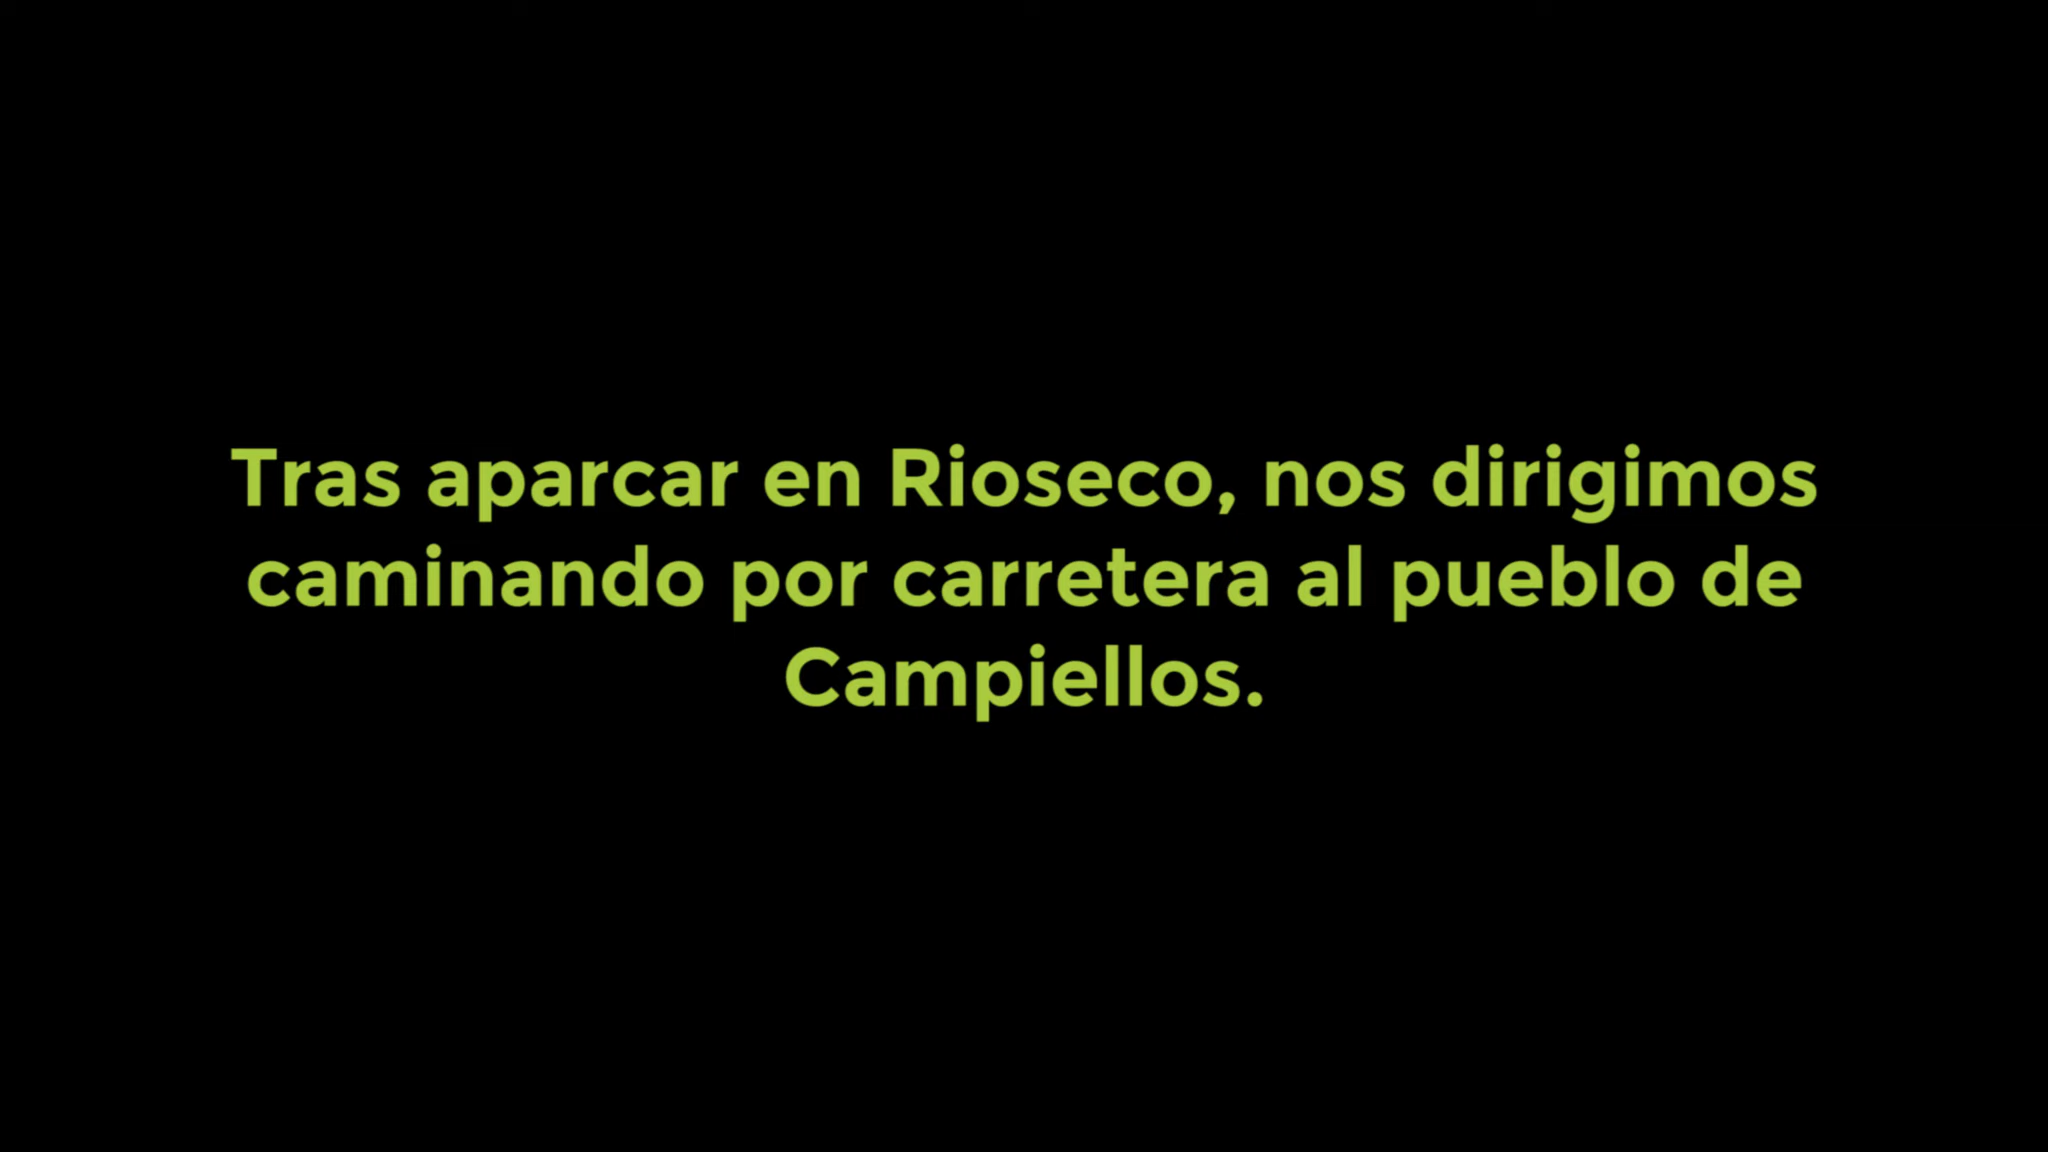 Tras aparcar en Rioseco, nos dirigimos
caminando por carretera al pueblo de
Campiellos.